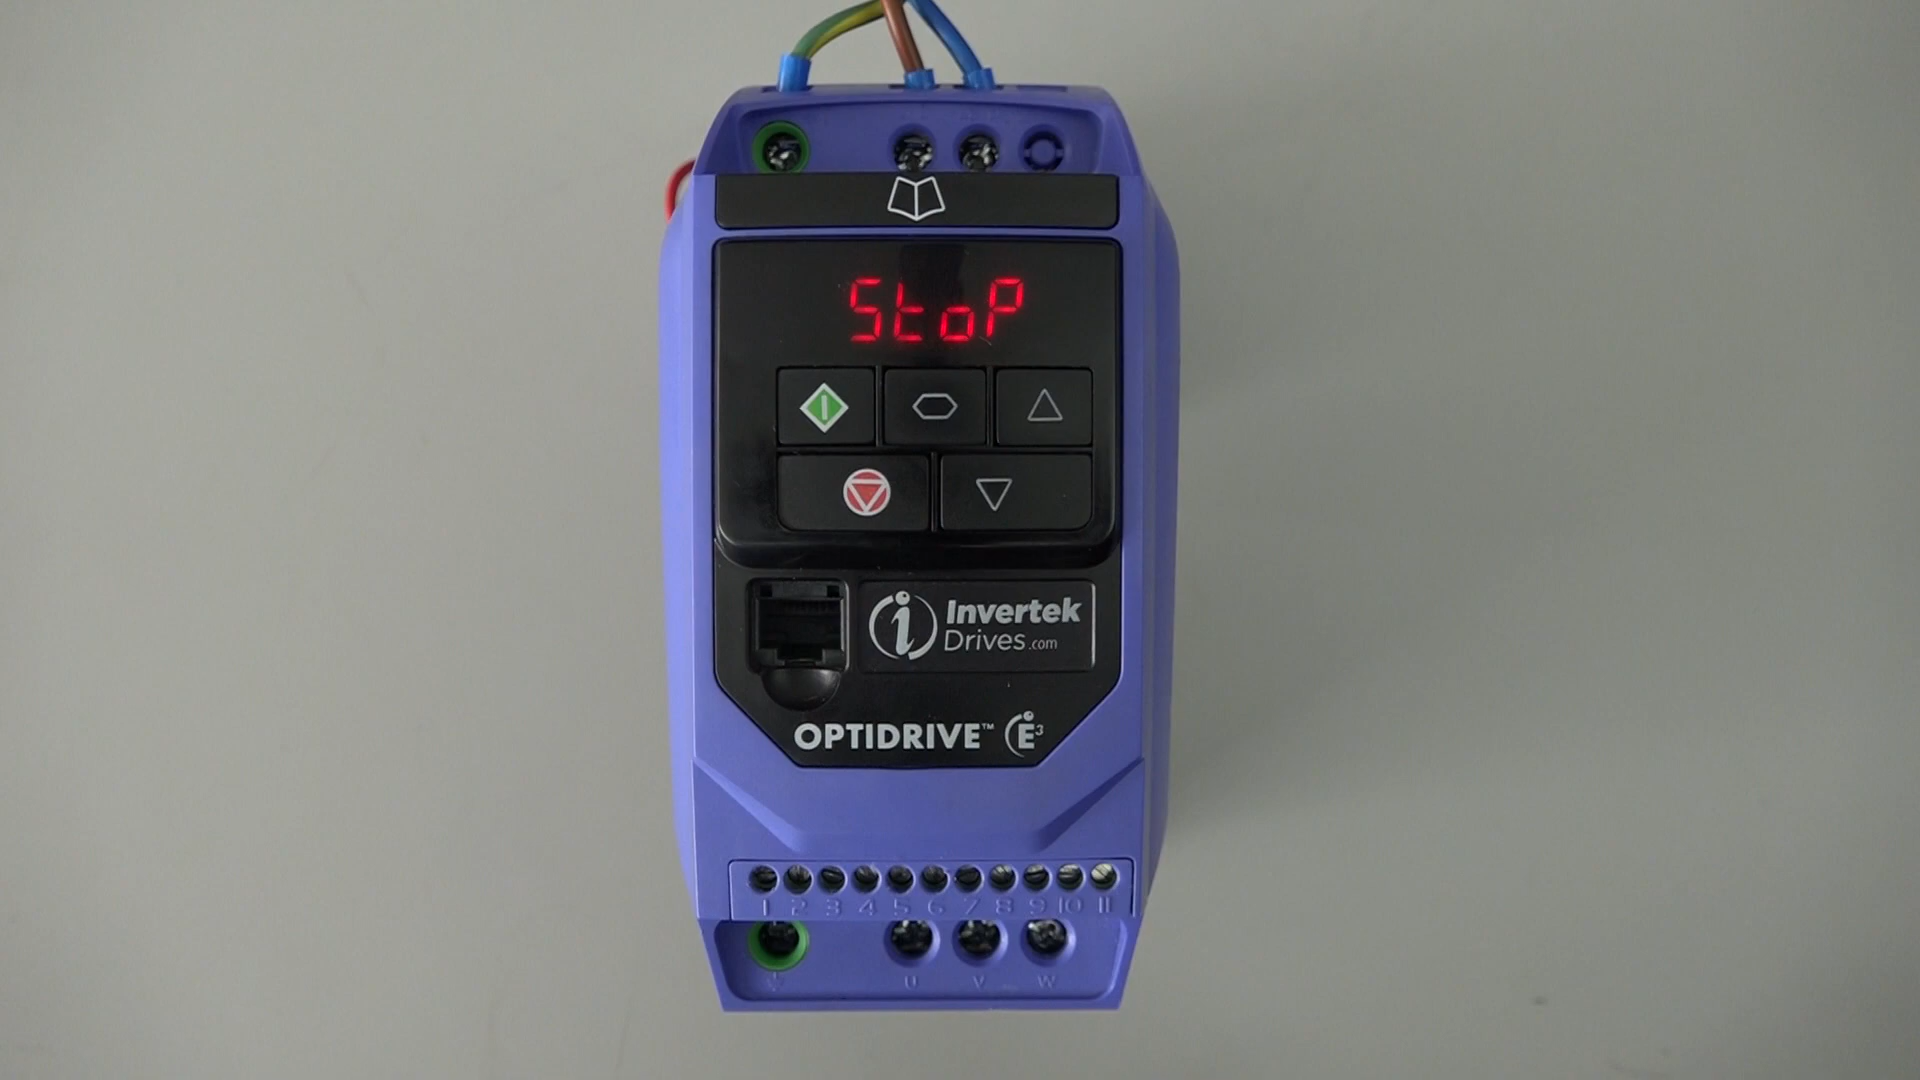 StoP
Invertek
Drives.com
OPTIDRIVE™ E³
1 2 3 4 5 6 7 8 9 10 11
U V W